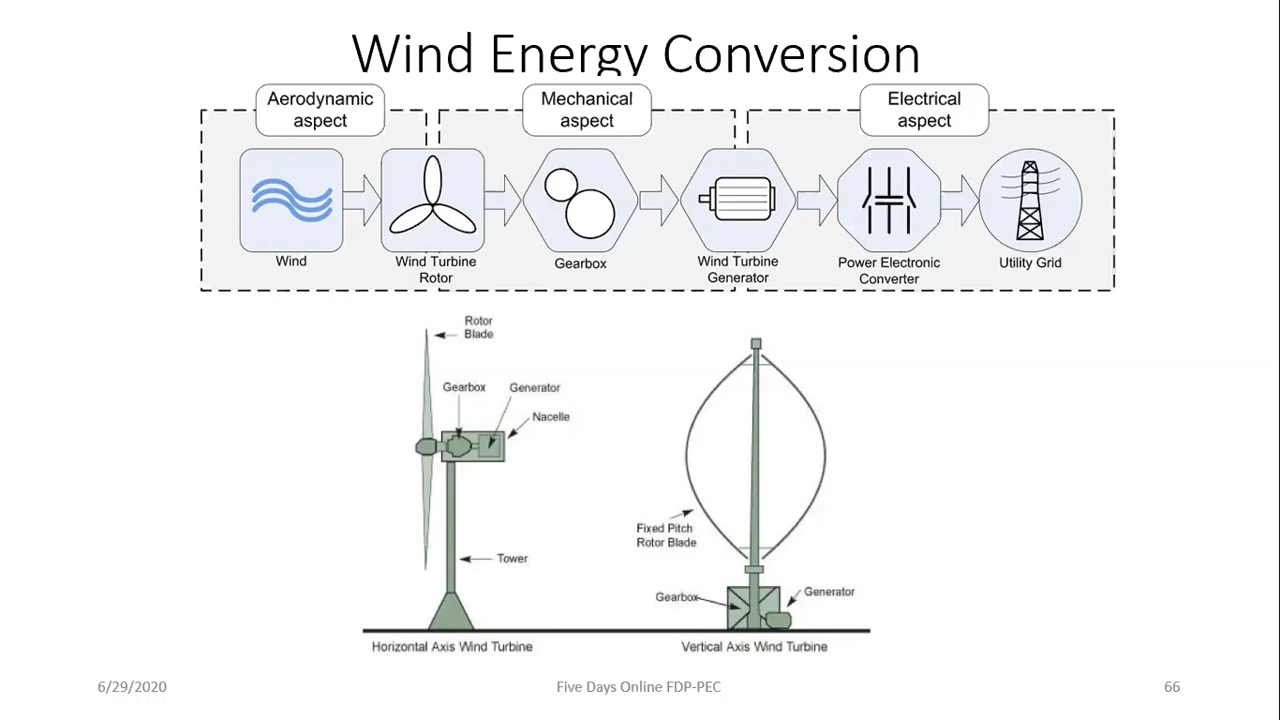 Wind Energy Conversion
Aerodynamic
aspect
Mechanical
aspect
Electrical
aspect
Wind
Wind Turbine
Rotor
Gearbox
Wind Turbine
Generator
Power Electronic
Converter
Utility Grid
Rotor
Blade
Gearbox
Generator
Nacelle
Tower
Horizontal Axis Wind Turbine
Fixed Pitch
Rotor Blade
Gearbox
Generator
Vertical Axis Wind Turbine
6/29/2020
Five Days Online FDP-PEC
66